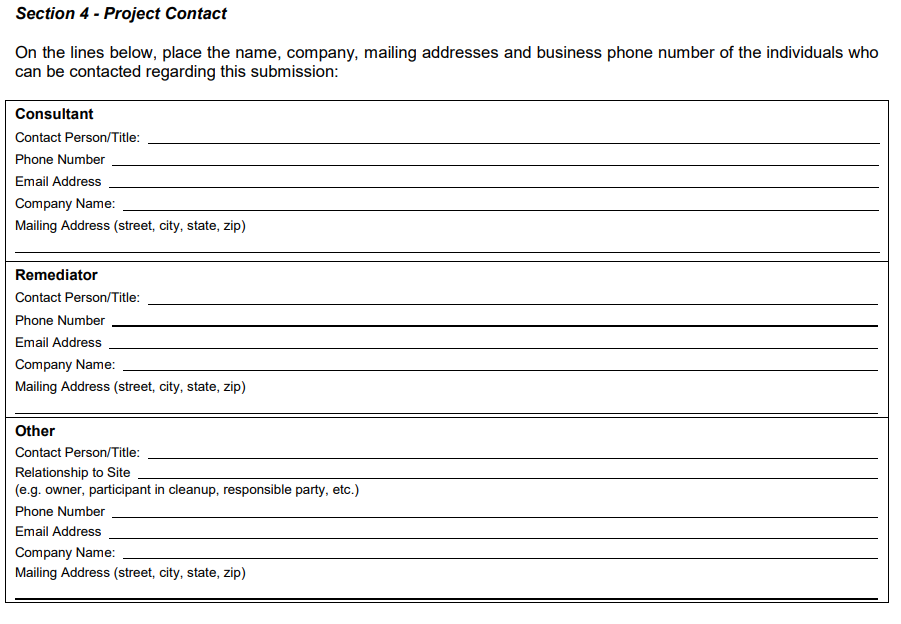 Section 4 - Project Contact
On the lines below, place the name, company, mailing addresses and business phone number of the individuals who
can be contacted regarding this submission:
Consultant
Contact Person/Title:
Phone Number
Email Address
Company Name:
Mailing Address (street, city, state, zip)
Remediator
Contact Person/Title:
Phone Number
Email Address
Company Name:
Mailing Address (street, city, state, zip)
Other
Contact Person/Title:
Relationship to Site
(e.g. owner, participant in cleanup, responsible party, etc.)
Phone Number
Email Address
Company Name:
Mailing Address (street, city, state, zip)